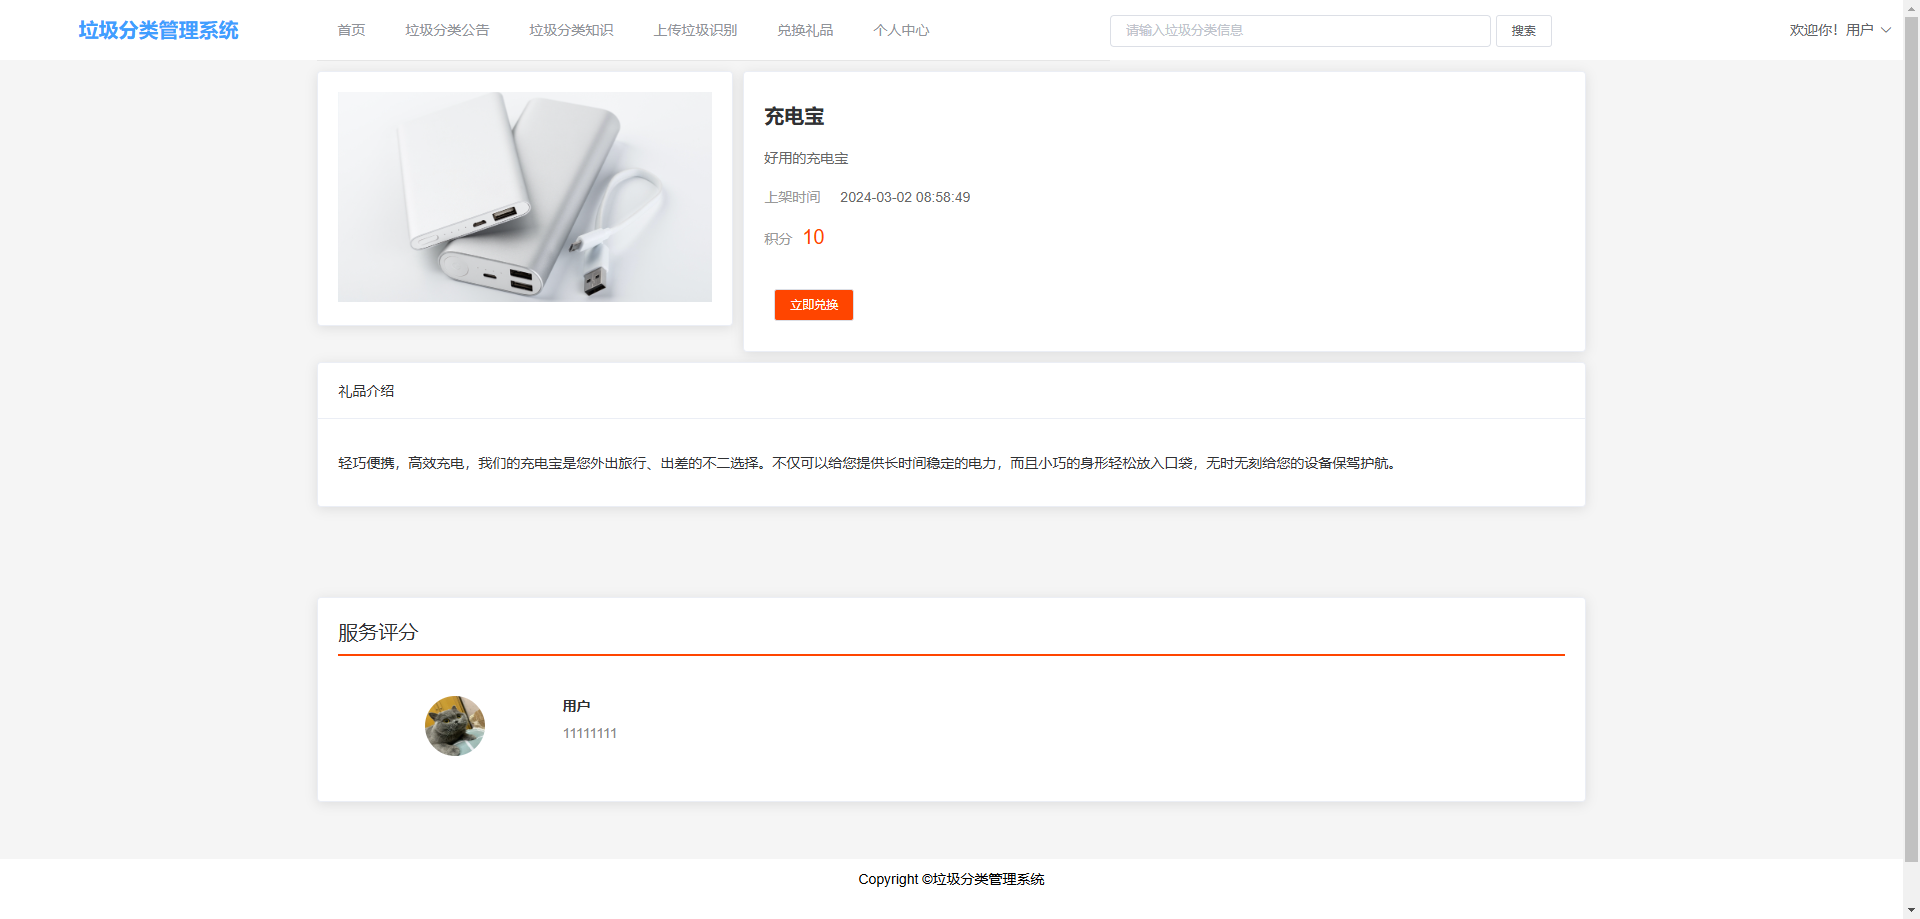 垃圾分类管理系统
首页 垃圾分类公告 垃圾分类知识 上传垃圾识别 兑换礼品 个人中心
请输入垃圾分类信息 搜索
欢迎你！用户
充电宝
好用的充电宝
上架时间 2024-03-02 08:58:49
积分 10
立即兑换
礼品介绍
轻巧便携，高效充电，我们的充电宝是您外出旅行、出差的不二选择。不仅可以给您提供长时间稳定的电力，而且小巧的身形轻松放入口袋，无时无刻给您的设备保驾护航。
服务评分
用户
11111111
Copyright ©垃圾分类管理系统